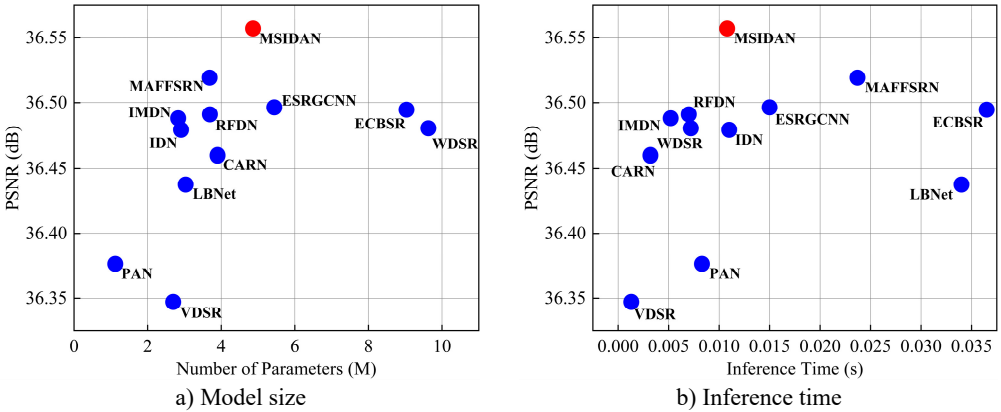 36.55
36.50
36.45
36.40
36.35
PSNR (dB)
MSIDAN
MAFFSRN
IMDN
RFDN
IDN
ESRGCNN
ECBSR
WDSR
CARN
LBNet
PAN
VDSR
0 2 4 6 8 10
Number of Parameters (M)
a) Model size
36.55
36.50
36.45
36.40
36.35
PSNR (dB)
MSIDAN
MAFFSRN
RFDN
IMDN
WDSR
IDN
ESRGCNN
ECBSR
CARN
LBNet
PAN
VDSR
0.000 0.005 0.010 0.015 0.020 0.025 0.030 0.035
Inference Time (s)
b) Inference time